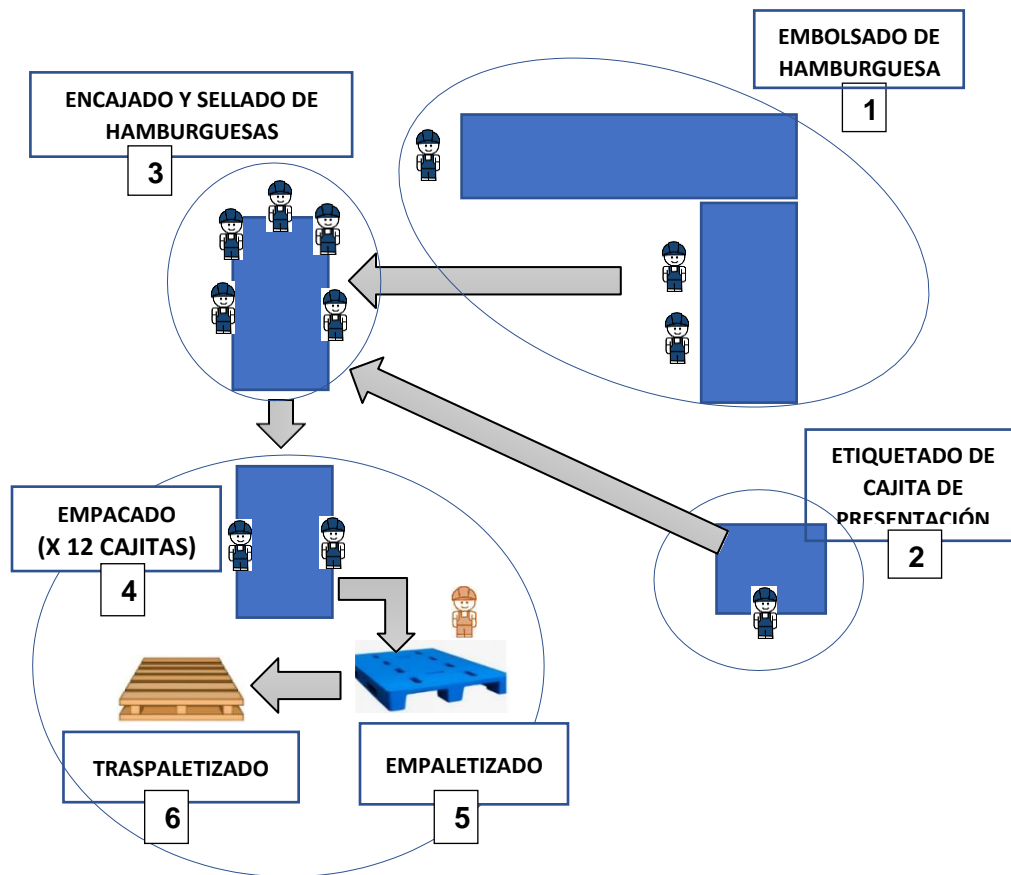 EMBOLSADO DE
HAMBURGUESA
1
ENCAJADO Y SELLADO DE
HAMBURGUESAS
3
ETIQUETADO DE
CAJITA DE
PRESENTACIÓN
2
EMPACADO
(X 12 CAJITAS)
4
TRASPALETIZADO
6
EMPALETIZADO
5